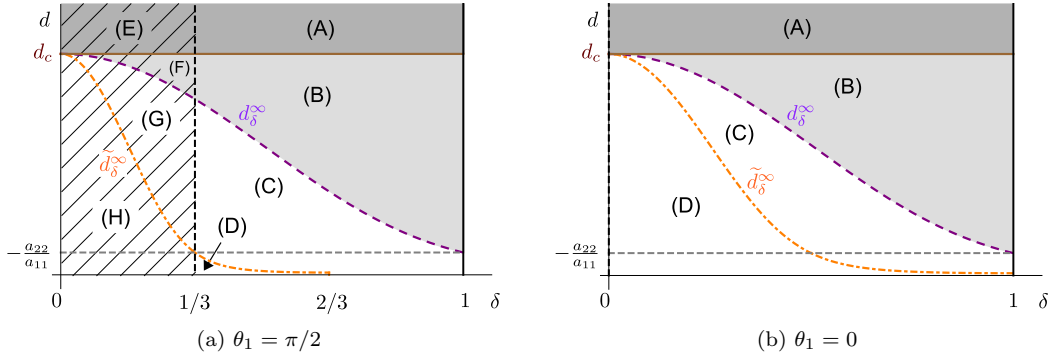 d
(E)
(A)
d_c
(F)
(B)
(G)
d_δ^∞
d̃_δ^∞
(C)
(H)
(D)
−a₂₂/a₁₁
0
1/3
2/3
1
δ
(a) θ₁ = π/2
d
(A)
d_c
(B)
d_δ^∞
(C)
d̃_δ^∞
(D)
−a₂₂/a₁₁
0
1
δ
(b) θ₁ = 0